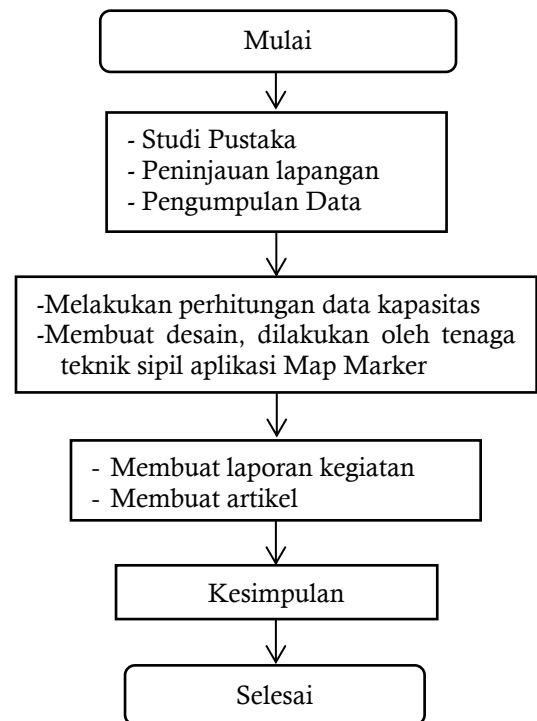 Mulai
- Studi Pustaka
- Peninjauan lapangan
- Pengumpulan Data
-Melakukan perhitungan data kapasitas
-Membuat desain, dilakukan oleh tenaga
teknik sipil aplikasi Map Marker
- Membuat laporan kegiatan
- Membuat artikel
Kesimpulan
Selesai